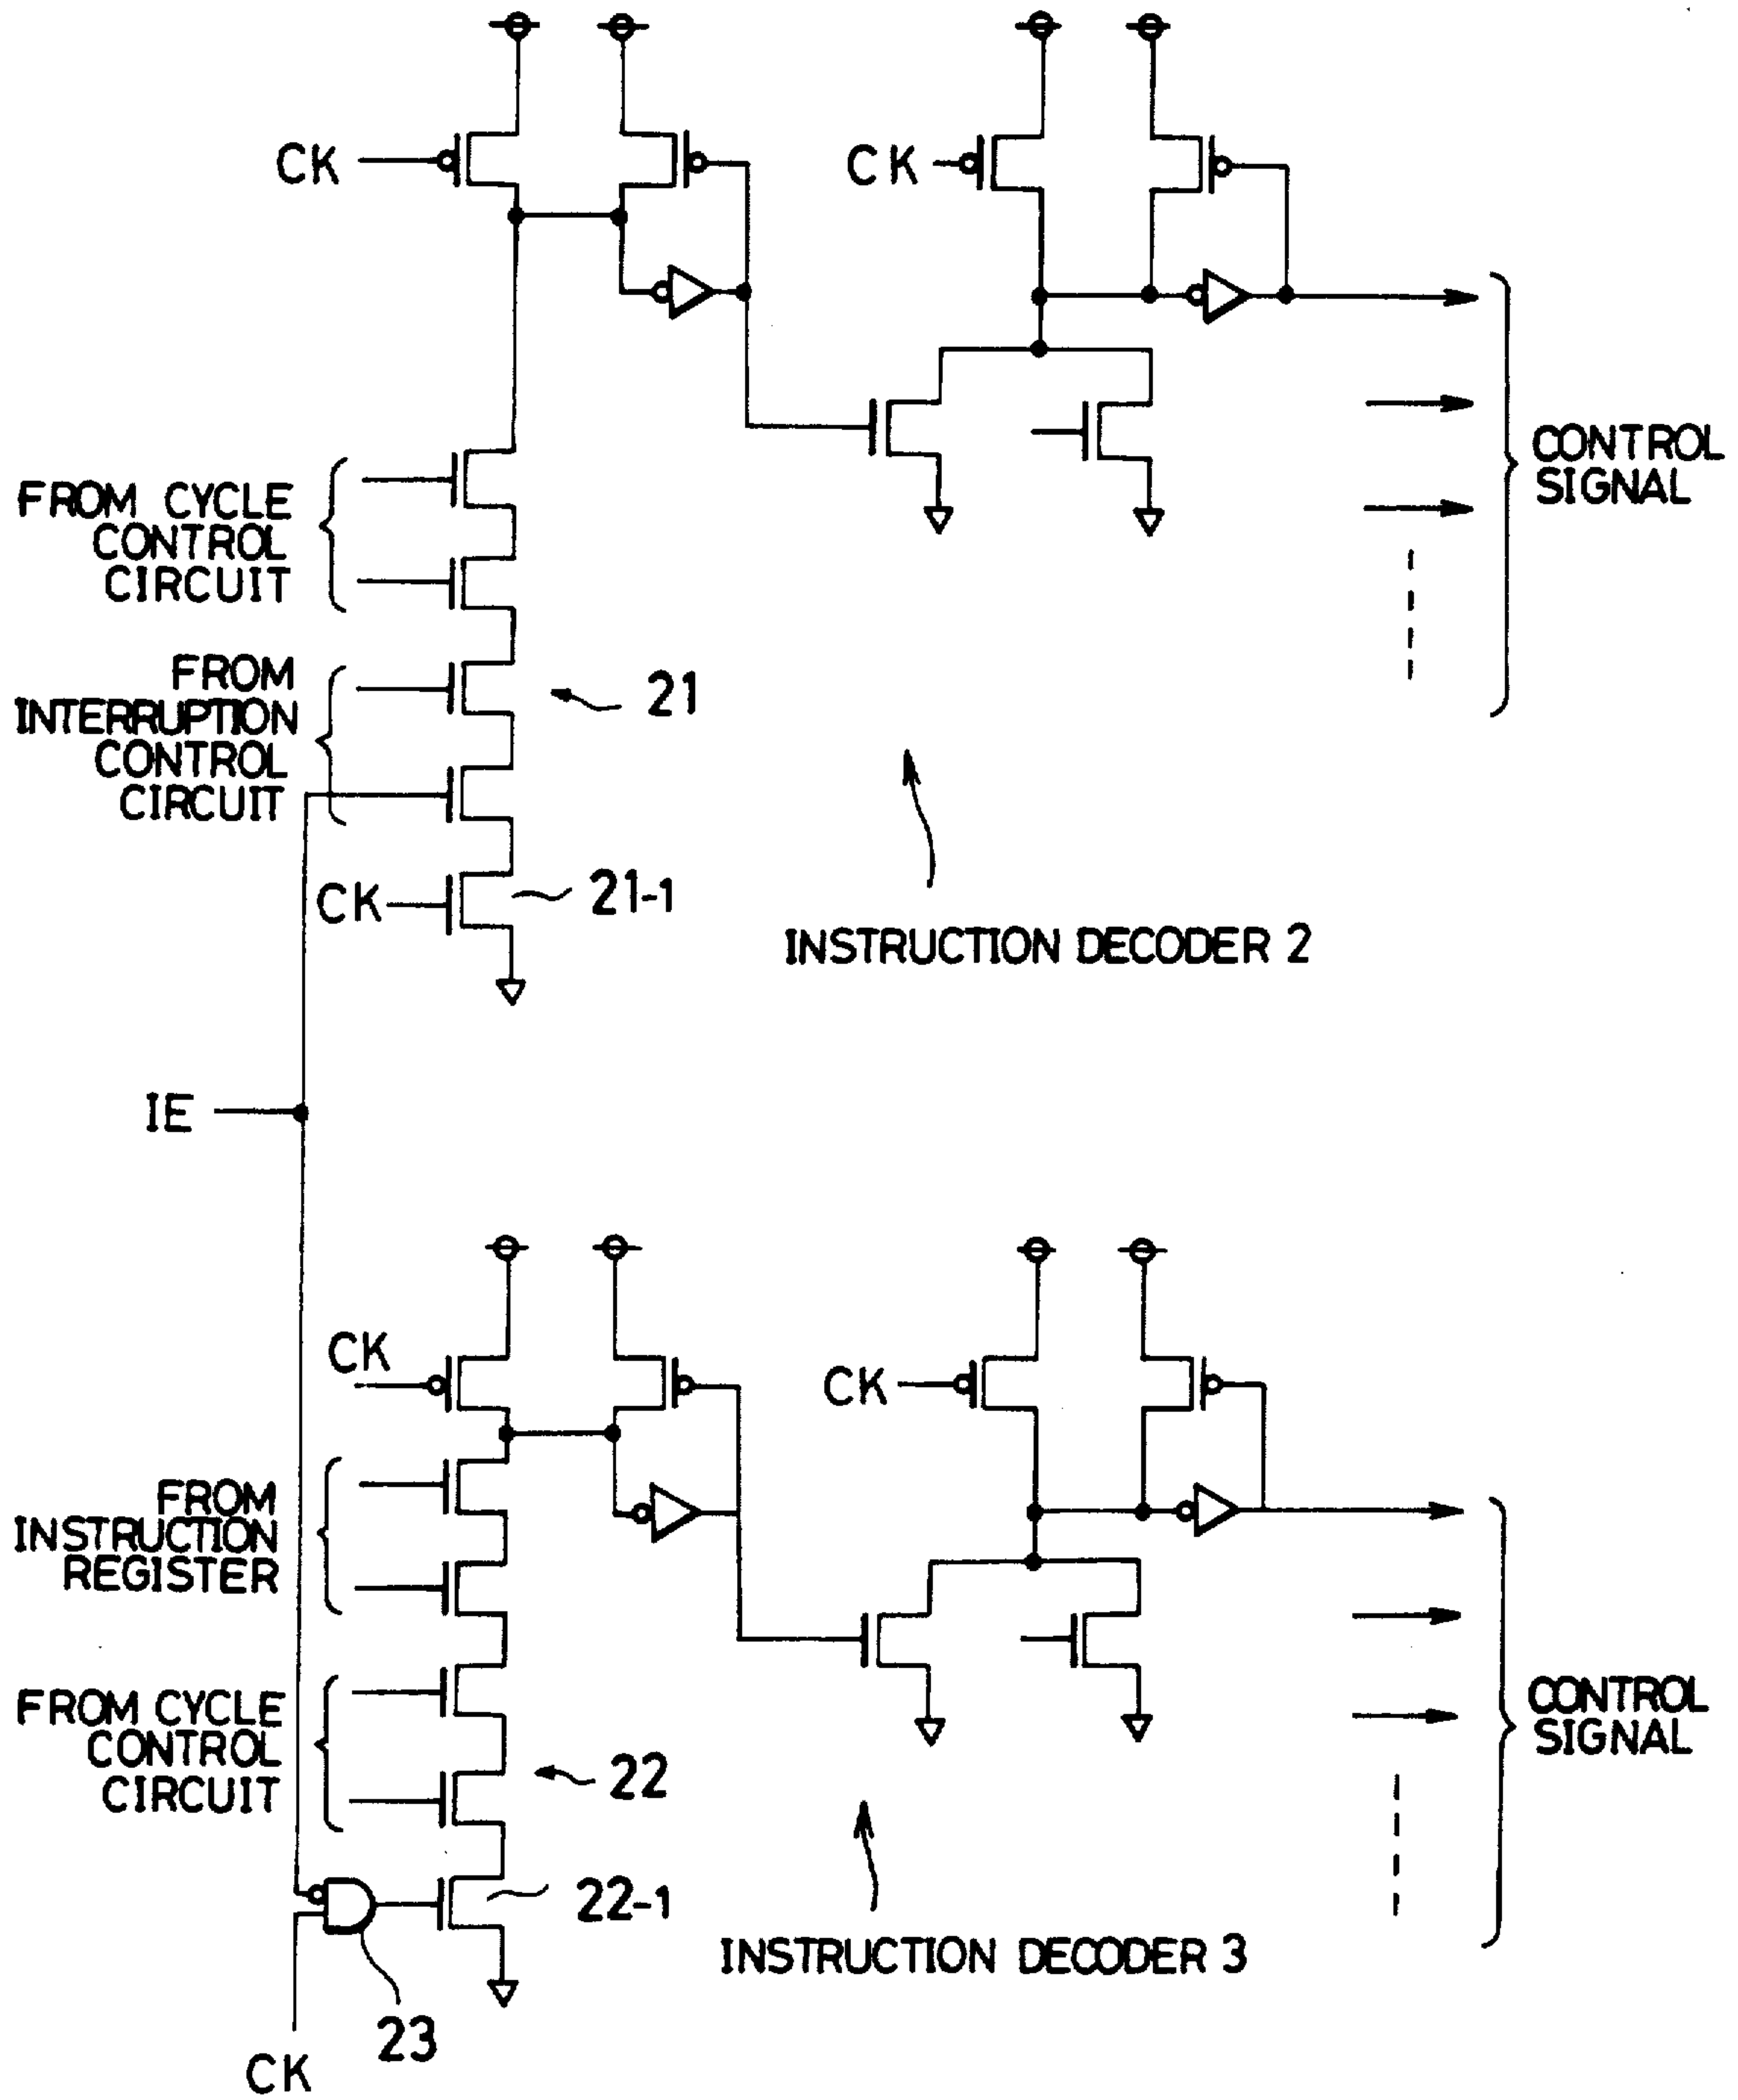 CK
CK
CONTROL
SIGNAL
FROM CYCLE
CONTROL
CIRCUIT
FROM
INTERRUPTION
CONTROL
CIRCUIT
21
CK
21-1
INSTRUCTION DECODER 2
IE
CK
CK
FROM
INSTRUCTION
REGISTER
FROM CYCLE
CONTROL
CIRCUIT
CONTROL
SIGNAL
22
22-1
INSTRUCTION DECODER 3
23
CK